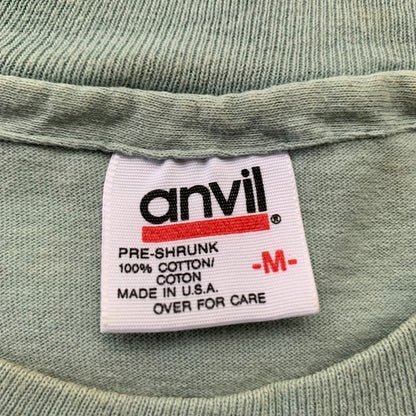 anvil®
PRE-SHRUNK
100% COTTON/
COTON
-M-
MADE IN U.S.A.
OVER FOR CARE